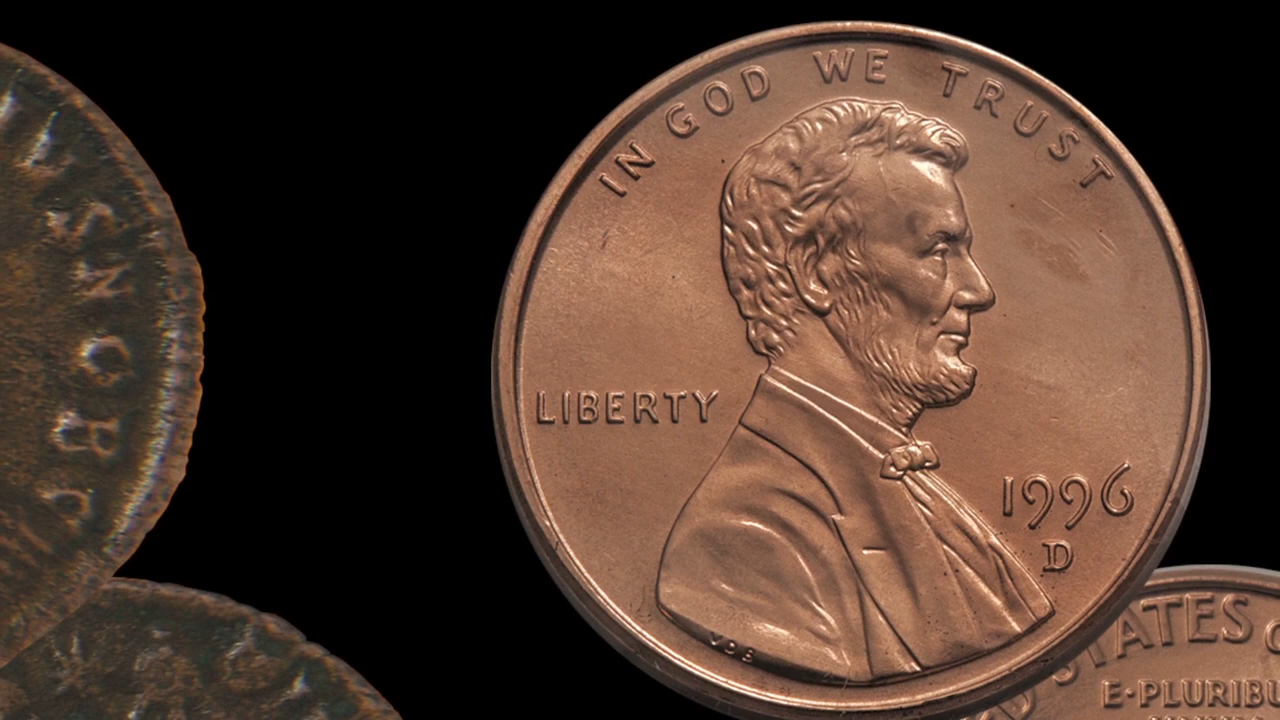 IN GOD WE TRUST
LIBERTY
1996
D
VDB
STATES
E·PLURIBU